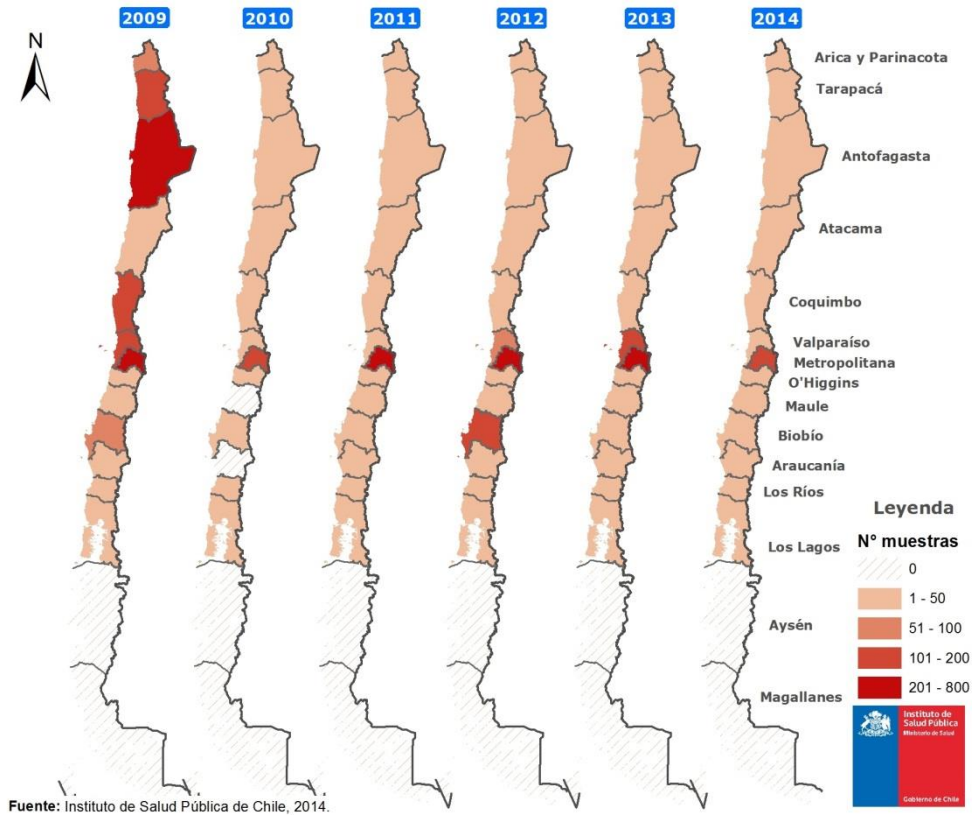 2009 2010 2011 2012 2013 2014
N
Arica y Parinacota
Tarapacá
Antofagasta
Atacama
Coquimbo
Valparaíso
Metropolitana
O'Higgins
Maule
Biobío
Araucanía
Los Ríos
Los Lagos
Aysén
Magallanes
Leyenda
N° muestras
0
1 - 50
51 - 100
101 - 200
201 - 800
Instituto de
Salud Pública
Ministerio de Salud
Gobierno de Chile
Fuente: Instituto de Salud Pública de Chile, 2014.